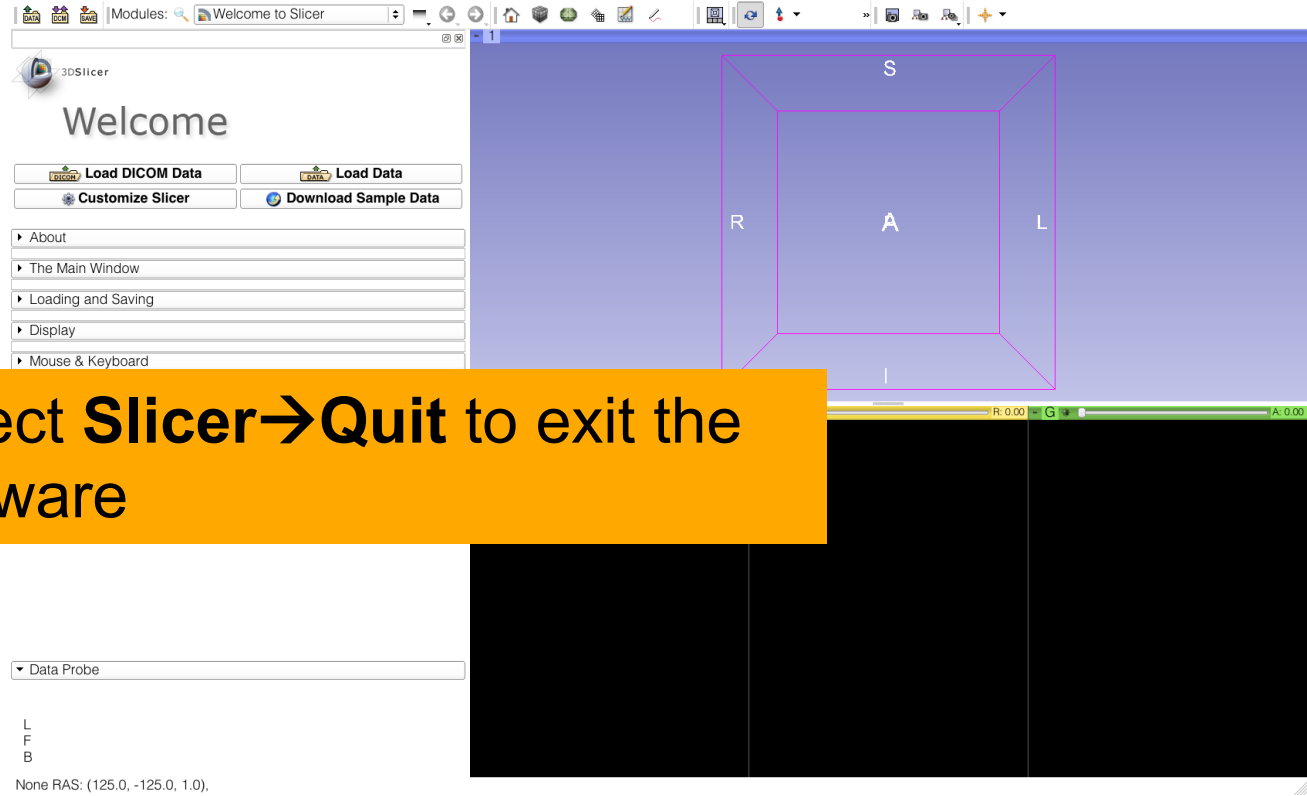 DATA DCM SAVE Modules: Welcome to Slicer »
1
3DSlicer
Welcome
DICOM Load DICOM Data DATA Load Data
Customize Slicer Download Sample Data
About
The Main Window
Loading and Saving
Display
Mouse & Keyboard
S
R A L
I
R: 0.00 G A: 0.00
ect Slicer→Quit to exit the
ware
Data Probe
L
F
B
None RAS: (125.0, -125.0, 1.0),